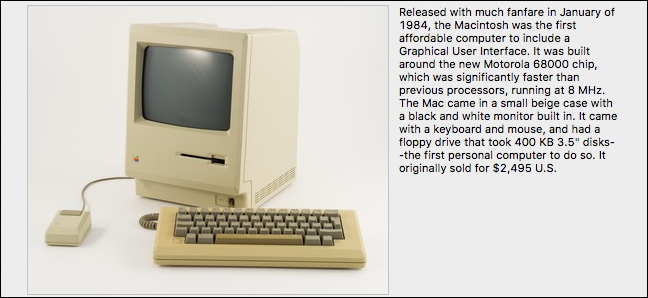 Released with much fanfare in January of
1984, the Macintosh was the first
affordable computer to include a
Graphical User Interface. It was built
around the new Motorola 68000 chip,
which was significantly faster than
previous processors, running at 8 MHz.
The Mac came in a small beige case with
a black and white monitor built in. It came
with a keyboard and mouse, and had a
floppy drive that took 400 KB 3.5" disks-
-the first personal computer to do so. It
originally sold for $2,495 U.S.